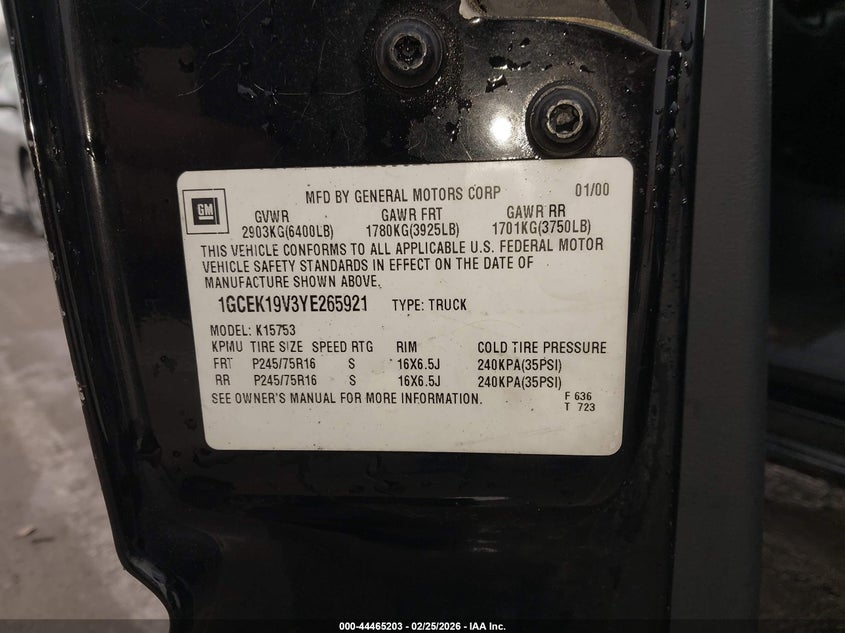 GM
MFD BY GENERAL MOTORS CORP 01/00
GVWR GAWR FRT GAWR RR
2903KG(6400LB) 1780KG(3925LB) 1701KG(3750LB)
THIS VEHICLE CONFORMS TO ALL APPLICABLE U.S. FEDERAL MOTOR
VEHICLE SAFETY STANDARDS IN EFFECT ON THE DATE OF
MANUFACTURE SHOWN ABOVE.
1GCEK19V3YE265921 TYPE: TRUCK
MODEL: K15753
KPMU TIRE SIZE SPEED RTG RIM COLD TIRE PRESSURE
FRT P245/75R16 S 16X6.5J 240KPA(35PSI)
RR P245/75R16 S 16X6.5J 240KPA(35PSI)
SEE OWNER'S MANUAL FOR MORE INFORMATION.
F 636
T 723
000-44465203 - 02/25/2026 - IAA Inc.